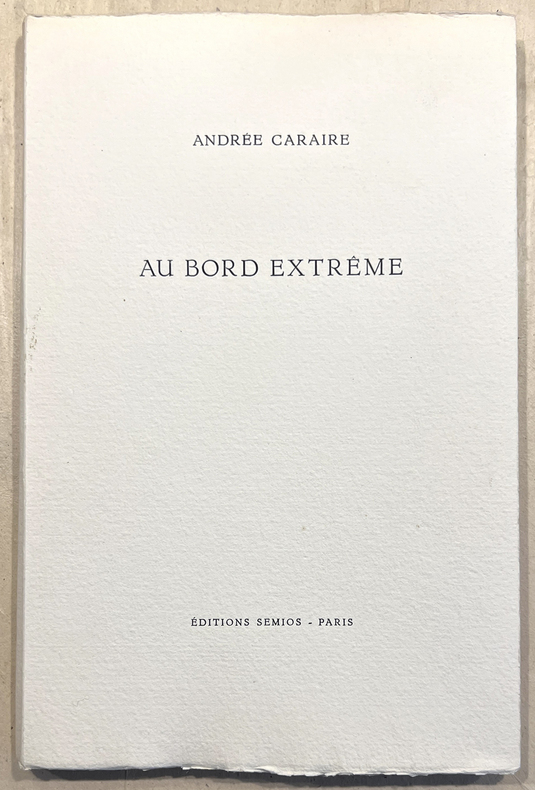 ANDRÉE CARAIRE
AU BORD EXTRÊME
ÉDITIONS SEMIOS - PARIS